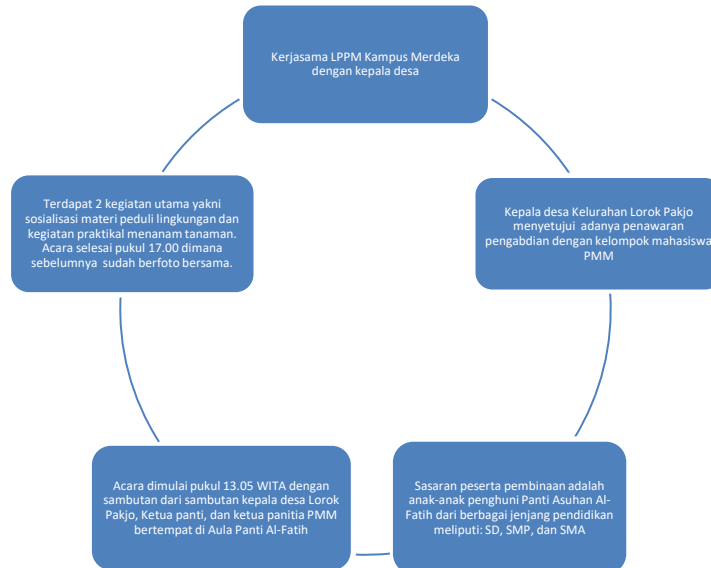 Kerjasama LPPM Kampus Merdeka
dengan kepala desa
Kepala desa Kelurahan Lorok Pakjo
menyetujui adanya penawaran
pengabdian dengan kelompok mahasiswa
PMM
Sasaran peserta pembinaan adalah
anak-anak penghuni Panti Asuhan Al-
Fatih dari berbagai jenjang pendidikan
meliputi: SD, SMP, dan SMA
Acara dimulai pukul 13.05 WITA dengan
sambutan dari sambutan kepala desa Lorok
Pakjo, Ketua panti, dan ketua panitia PMM
bertempat di Aula Panti Al-Fatih
Terdapat 2 kegiatan utama yakni
sosialisasi materi peduli lingkungan dan
kegiatan praktikal menanam tanaman.
Acara selesai pukul 17.00 dimana
sebelumnya sudah berfoto bersama.